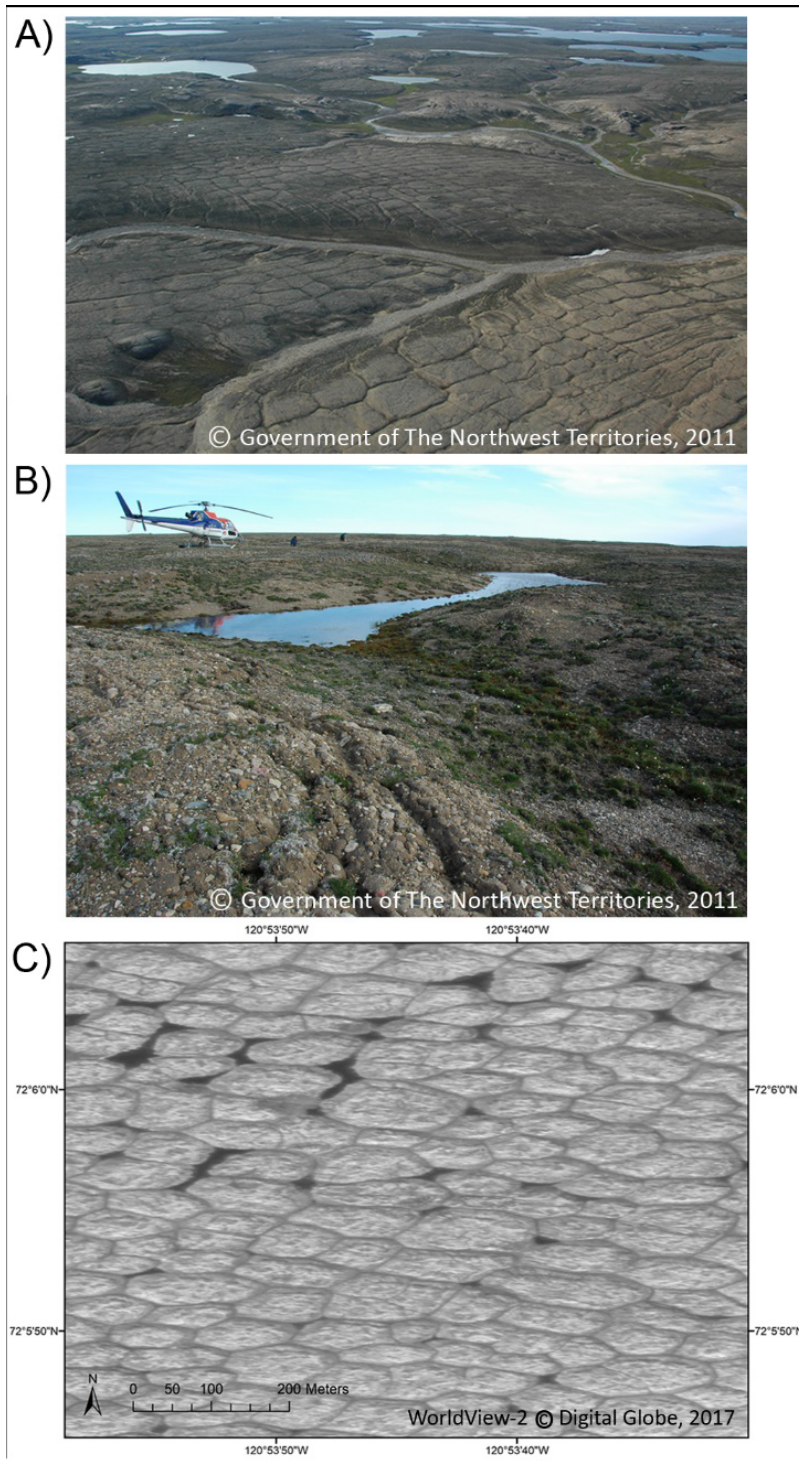 A)
© Government of The Northwest Territories, 2011
B)
© Government of The Northwest Territories, 2011
120°53'50"W 120°53'40"W
C)
72°6'0"N 72°6'0"N
72°5'50"N 72°5'50"N
N
0 50 100 200 Meters
WorldView-2 © Digital Globe, 2017
120°53'50"W 120°53'40"W